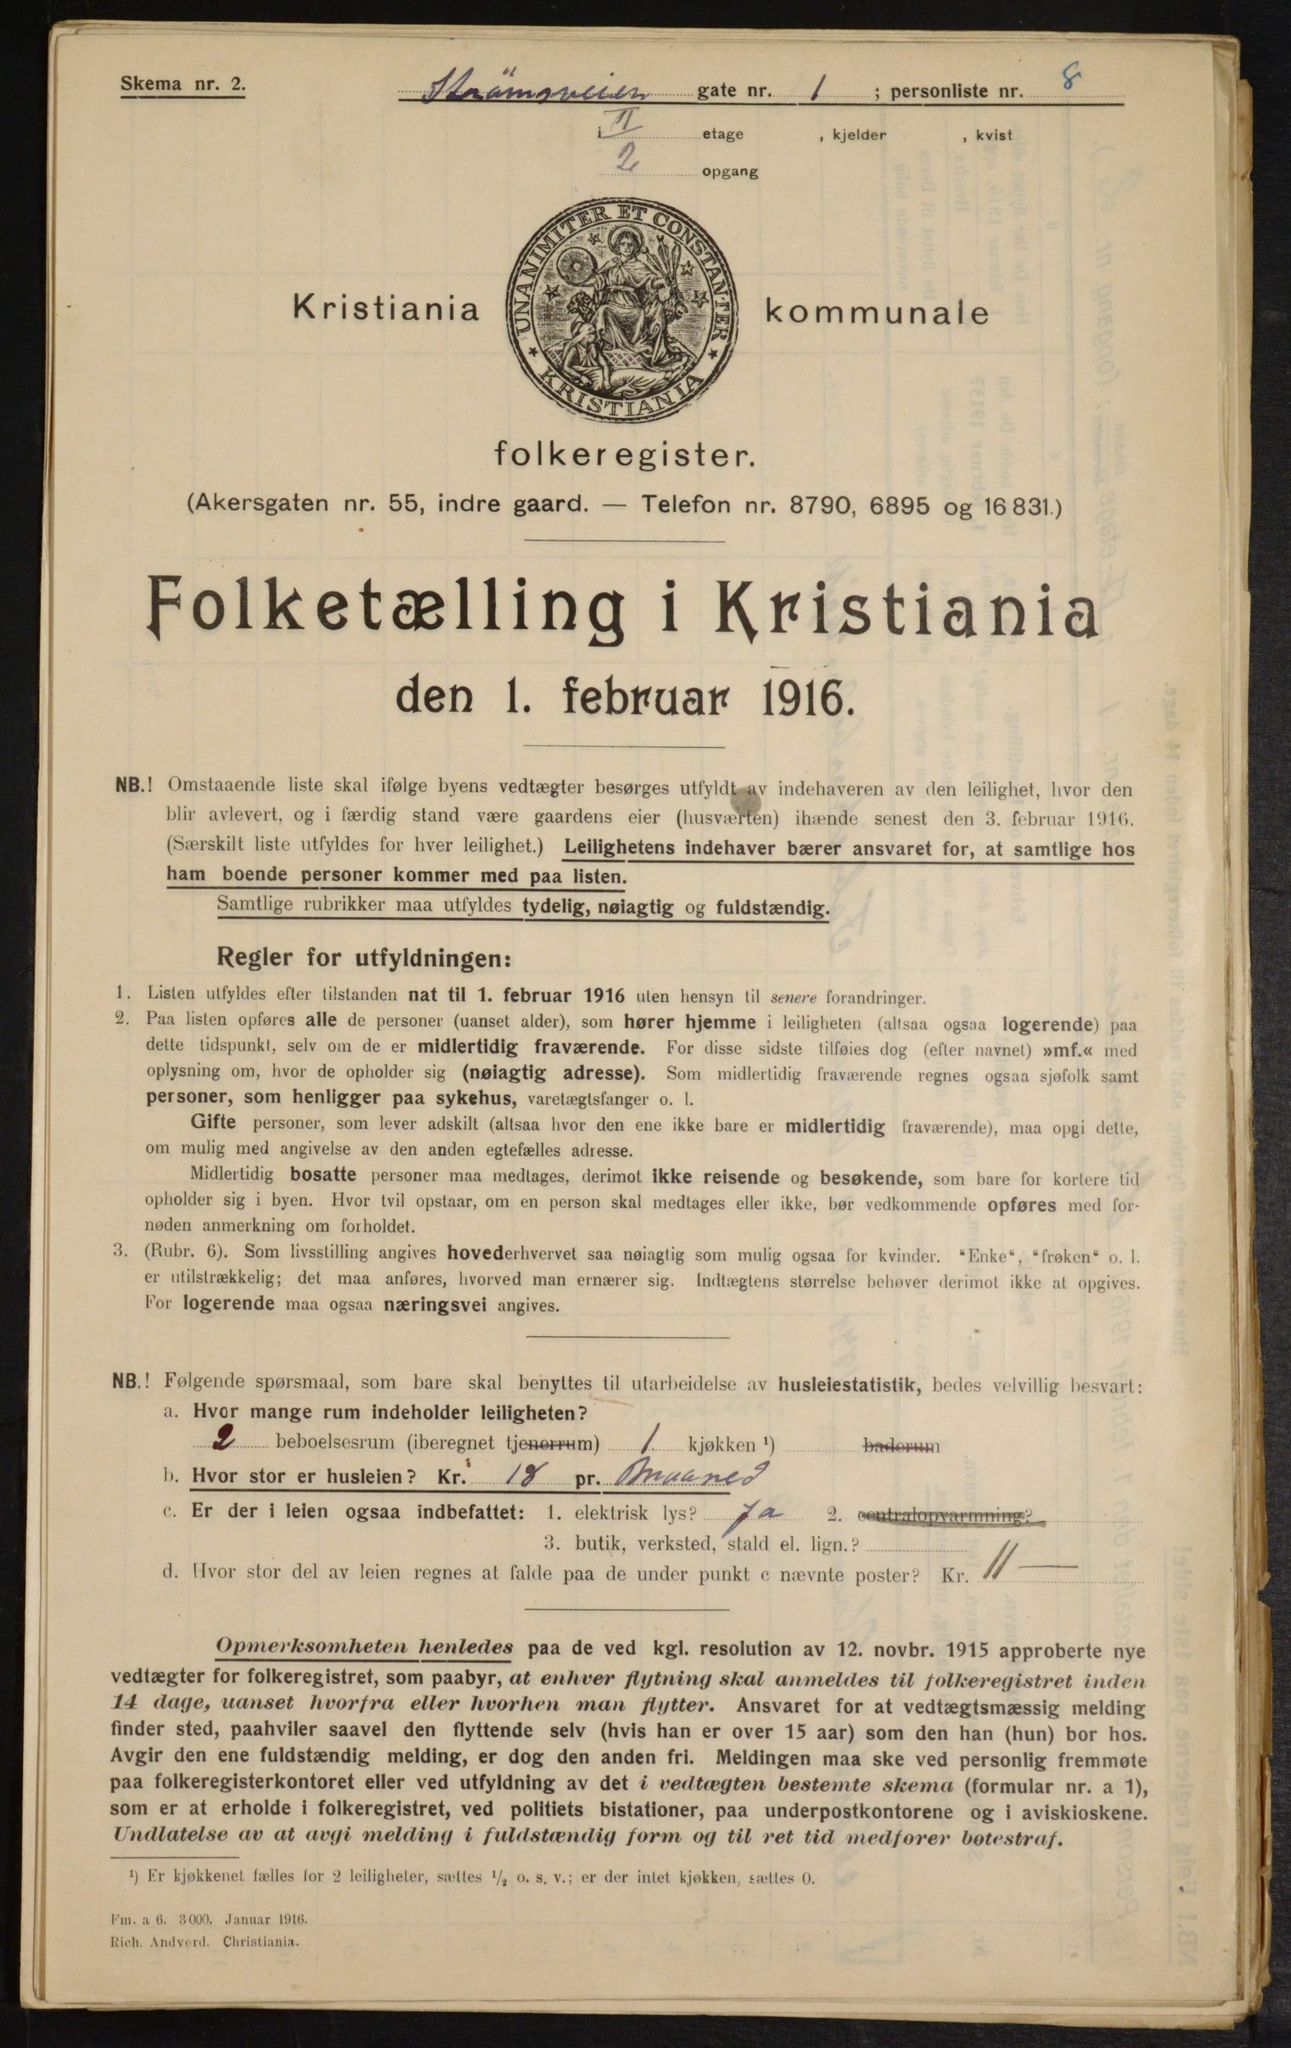 Skema nr. 2.
Strømsveien gate nr. 1 ; personliste nr. 8
i II etage , kjelder , kvist
2 opgang
UNANIMITER ET CONSTANTER
KRISTIANIA
Kristiania kommunale
folkeregister.
(Akersgaten nr. 55, indre gaard. — Telefon nr. 8790, 6895 og 16 831.)
Folketælling i Kristiania
den 1. februar 1916.
NB.! Omstaaende liste skal ifølge byens vedtægter besørges utfyldt av indehaveren av den leilighet, hvor den
blir avlevert, og i færdig stand være gaardens eier (husværten) ihænde senest den 3. februar 1916.
(Særskilt liste utfyldes for hver leilighet.) Leilighetens indehaver bærer ansvaret for, at samtlige hos
ham boende personer kommer med paa listen.
Samtlige rubrikker maa utfyldes tydelig, nøiagtig og fuldstændig.
Regler for utfyldningen:
1. Listen utfyldes efter tilstanden nat til 1. februar 1916 uten hensyn til senere forandringer.
2. Paa listen opføres alle de personer (uanset alder), som hører hjemme i leiligheten (altsaa ogsaa logerende) paa
dette tidspunkt, selv om de er midlertidig fraværende. For disse sidste tilføies dog (efter navnet) »mf.« med
oplysning om, hvor de opholder sig (nøiagtig adresse). Som midlertidig fraværende regnes ogsaa sjøfolk samt
personer, som henligger paa sykehus, varetægtsfanger o. l.
Gifte personer, som lever adskilt (altsaa hvor den ene ikke bare er midlertidig fraværende), maa opgi dette,
om mulig med angivelse av den anden egtefælles adresse.
Midlertidig bosatte personer maa medtages, derimot ikke reisende og besøkende, som bare for kortere tid
opholder sig i byen. Hvor tvil opstaar, om en person skal medtages eller ikke, bør vedkommende opføres med for-
nøden anmerkning om forholdet.
3. (Rubr. 6). Som livsstilling angives hovederhvervet saa nøiagtig som mulig ogsaa for kvinder. "Enke", "frøken" o. l.
er utilstrækkelig; det maa anføres, hvorved man ernærer sig. Indtægtens størrelse behøver derimot ikke at opgives.
For logerende maa ogsaa næringsvei angives.
NB.! Følgende spørsmaal, som bare skal benyttes til utarbeidelse av husleiestatistik, bedes velvillig besvart:
a. Hvor mange rum indeholder leiligheten?
2 beboelsesrum (iberegnet tjenerrum) 1 kjøkken ¹) baderum
b. Hvor stor er husleien? Kr. 18 pr. Maaned
c. Er der i leien ogsaa indbefattet: 1. elektrisk lys? Ja 2. centralopvarmning?
3. butik, verksted, stald el. lign.?
d. Hvor stor del av leien regnes at falde paa de under punkt c nævnte poster? Kr. 11 —
Opmerksomheten henledes paa de ved kgl. resolution av 12. novbr. 1915 approberte nye
vedtægter for folkeregistret, som paabyr, at enhver flytning skal anmeldes til folkeregistret inden
14 dage, uanset hvorfra eller hvorhen man flytter. Ansvaret for at vedtægtsmæssig melding
finder sted, paahviler saavel den flyttende selv (hvis han er over 15 aar) som den han (hun) bor hos.
Avgir den ene fuldstændig melding, er dog den anden fri. Meldingen maa ske ved personlig fremmøte
paa folkeregisterkontoret eller ved utfyldning av det i vedtægten bestemte skema (formular nr. a 1),
som er at erholde i folkeregistret, ved politiets bistationer, paa underpostkontorene og i aviskioskene.
Undlatelse av at avgi melding i fuldstændig form og til ret tid medfører bøtestraf.
¹) Er kjøkkenet fælles for 2 leiligheter, sættes ½ o. s. v.; er der intet kjøkken, sættes 0.
Fm. a 6. 3000. Januar 1916.
Rich. Andvord. Christiania.